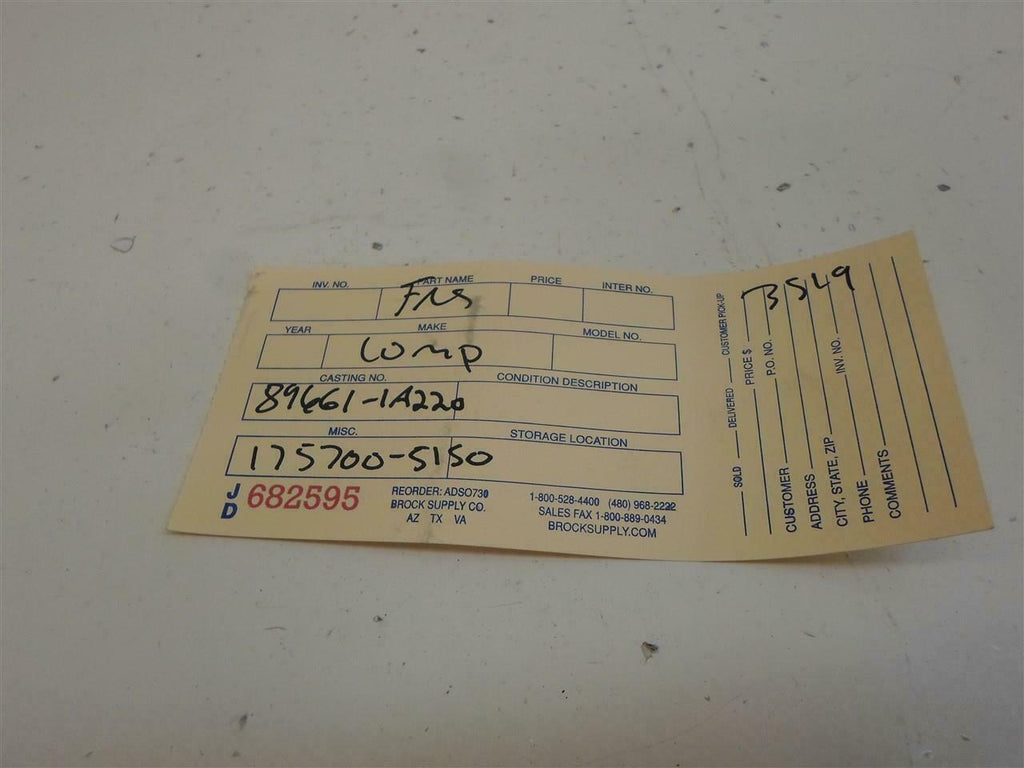 INV. NO. PART NAME PRICE INTER NO.
FRS
YEAR MAKE MODEL NO.
comp
CASTING NO. CONDITION DESCRIPTION
89661-1A220
MISC. STORAGE LOCATION
175700-5150
JD 682595
REORDER: ADSO730
BROCK SUPPLY CO.
AZ TX VA
1-800-528-4400 (480) 968-2222
SALES FAX 1-800-889-0434
BROCKSUPPLY.COM
SOLD DELIVERED CUSTOMER PICK-UP
PRICE $
P.O. NO.
CUSTOMER
ADDRESS
CITY, STATE, ZIP INV. NO.
PHONE
COMMENTS